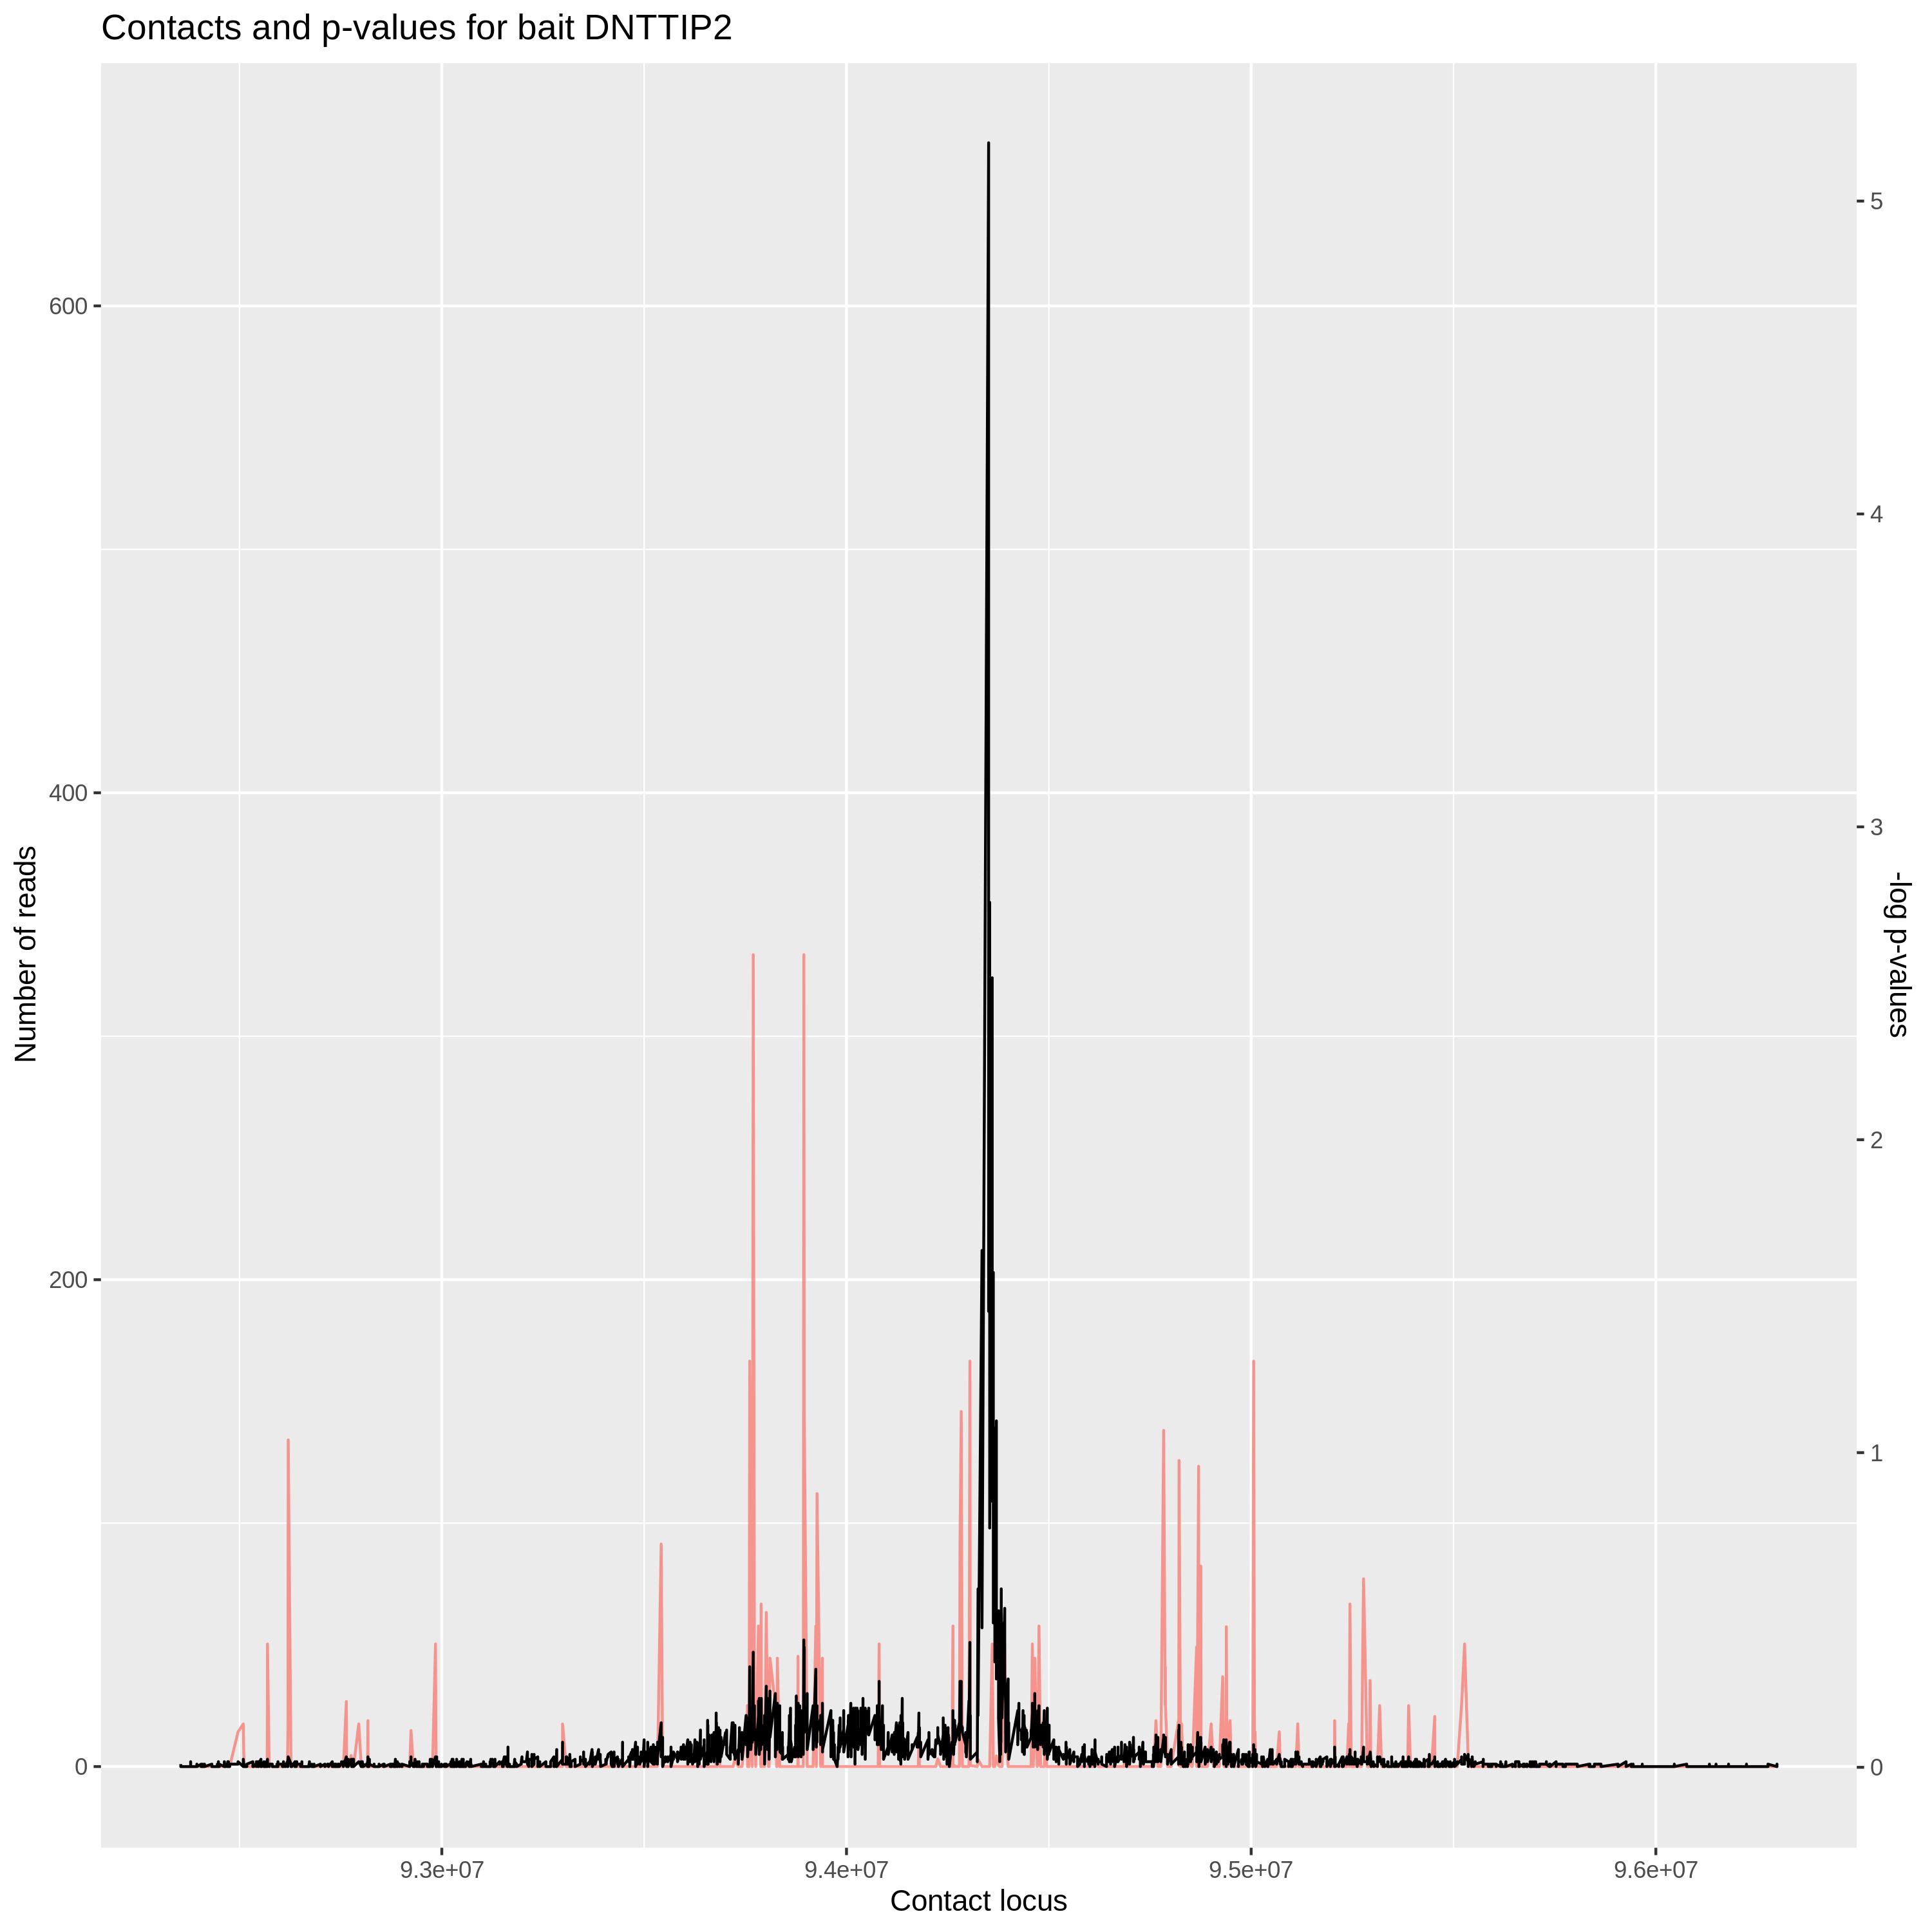 Contacts and p-values for bait DNTTIP2
600
400
200
0
Number of reads
5
4
3
2
1
0
-log p-values
9.3e+07
9.4e+07
9.5e+07
9.6e+07
Contact locus